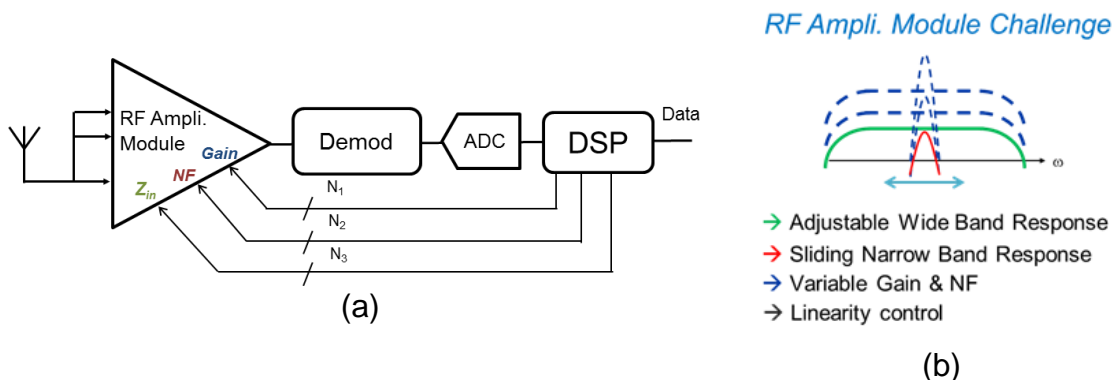 RF Ampli.
Module
Gain
NF
Zin
Demod
ADC
DSP
Data
N1
N2
N3
(a)
RF Ampli. Module Challenge
ω
→ Adjustable Wide Band Response
→ Sliding Narrow Band Response
→ Variable Gain & NF
→ Linearity control
(b)